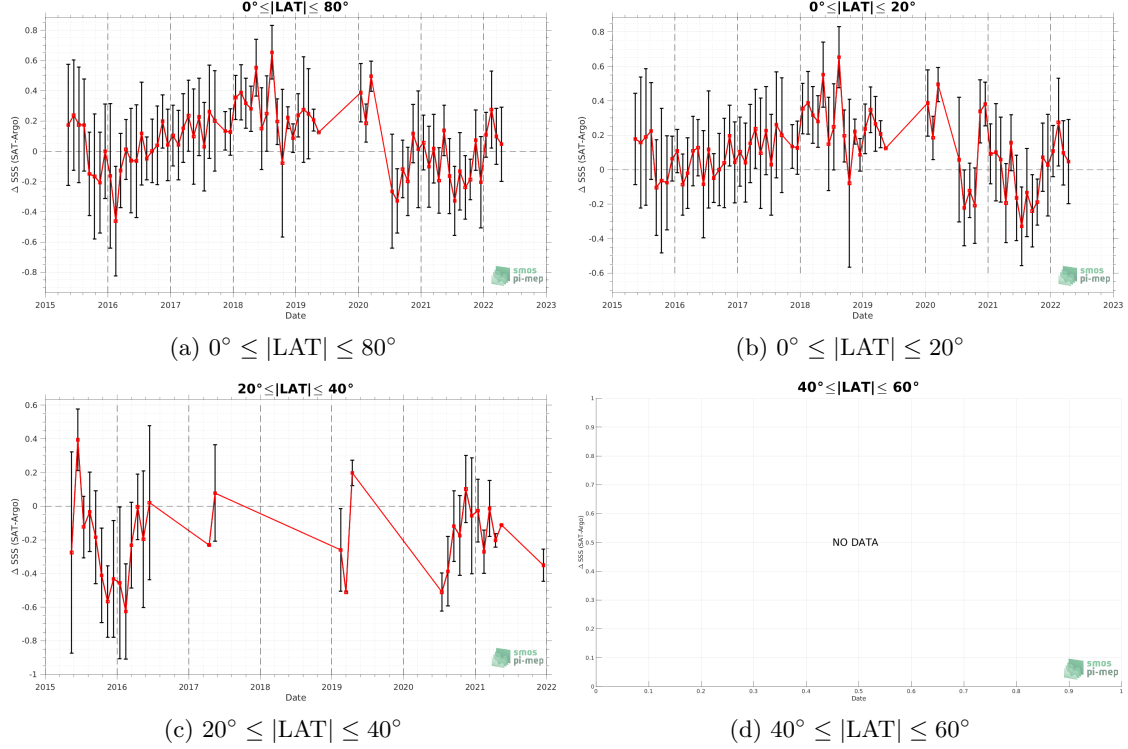 0°≤|LAT|≤ 80°
Δ SSS (SAT-Argo)
0.8
0.6
0.4
0.2
0
-0.2
-0.4
-0.6
-0.8
2015 2016 2017 2018 2019 2020 2021 2022 2023
Date
smos
pi-mep
(a) 0° ≤ |LAT| ≤ 80°
0°≤|LAT|≤ 20°
Δ SSS (SAT-Argo)
0.8
0.6
0.4
0.2
0
-0.2
-0.4
-0.6
2015 2016 2017 2018 2019 2020 2021 2022 2023
Date
smos
pi-mep
(b) 0° ≤ |LAT| ≤ 20°
20°≤|LAT|≤ 40°
Δ SSS (SAT-Argo)
0.6
0.4
0.2
0
-0.2
-0.4
-0.6
-0.8
-1
2015 2016 2017 2018 2019 2020 2021 2022
Date
smos
pi-mep
(c) 20° ≤ |LAT| ≤ 40°
40°≤|LAT|≤ 60°
Δ SSS (SAT-Argo)
1
0.9
0.8
0.7
0.6
0.5
0.4
0.3
0.2
0.1
0
NO DATA
0 0.1 0.2 0.3 0.4 0.5 0.6 0.7 0.8 0.9 1
Date
smos
pi-mep
(d) 40° ≤ |LAT| ≤ 60°